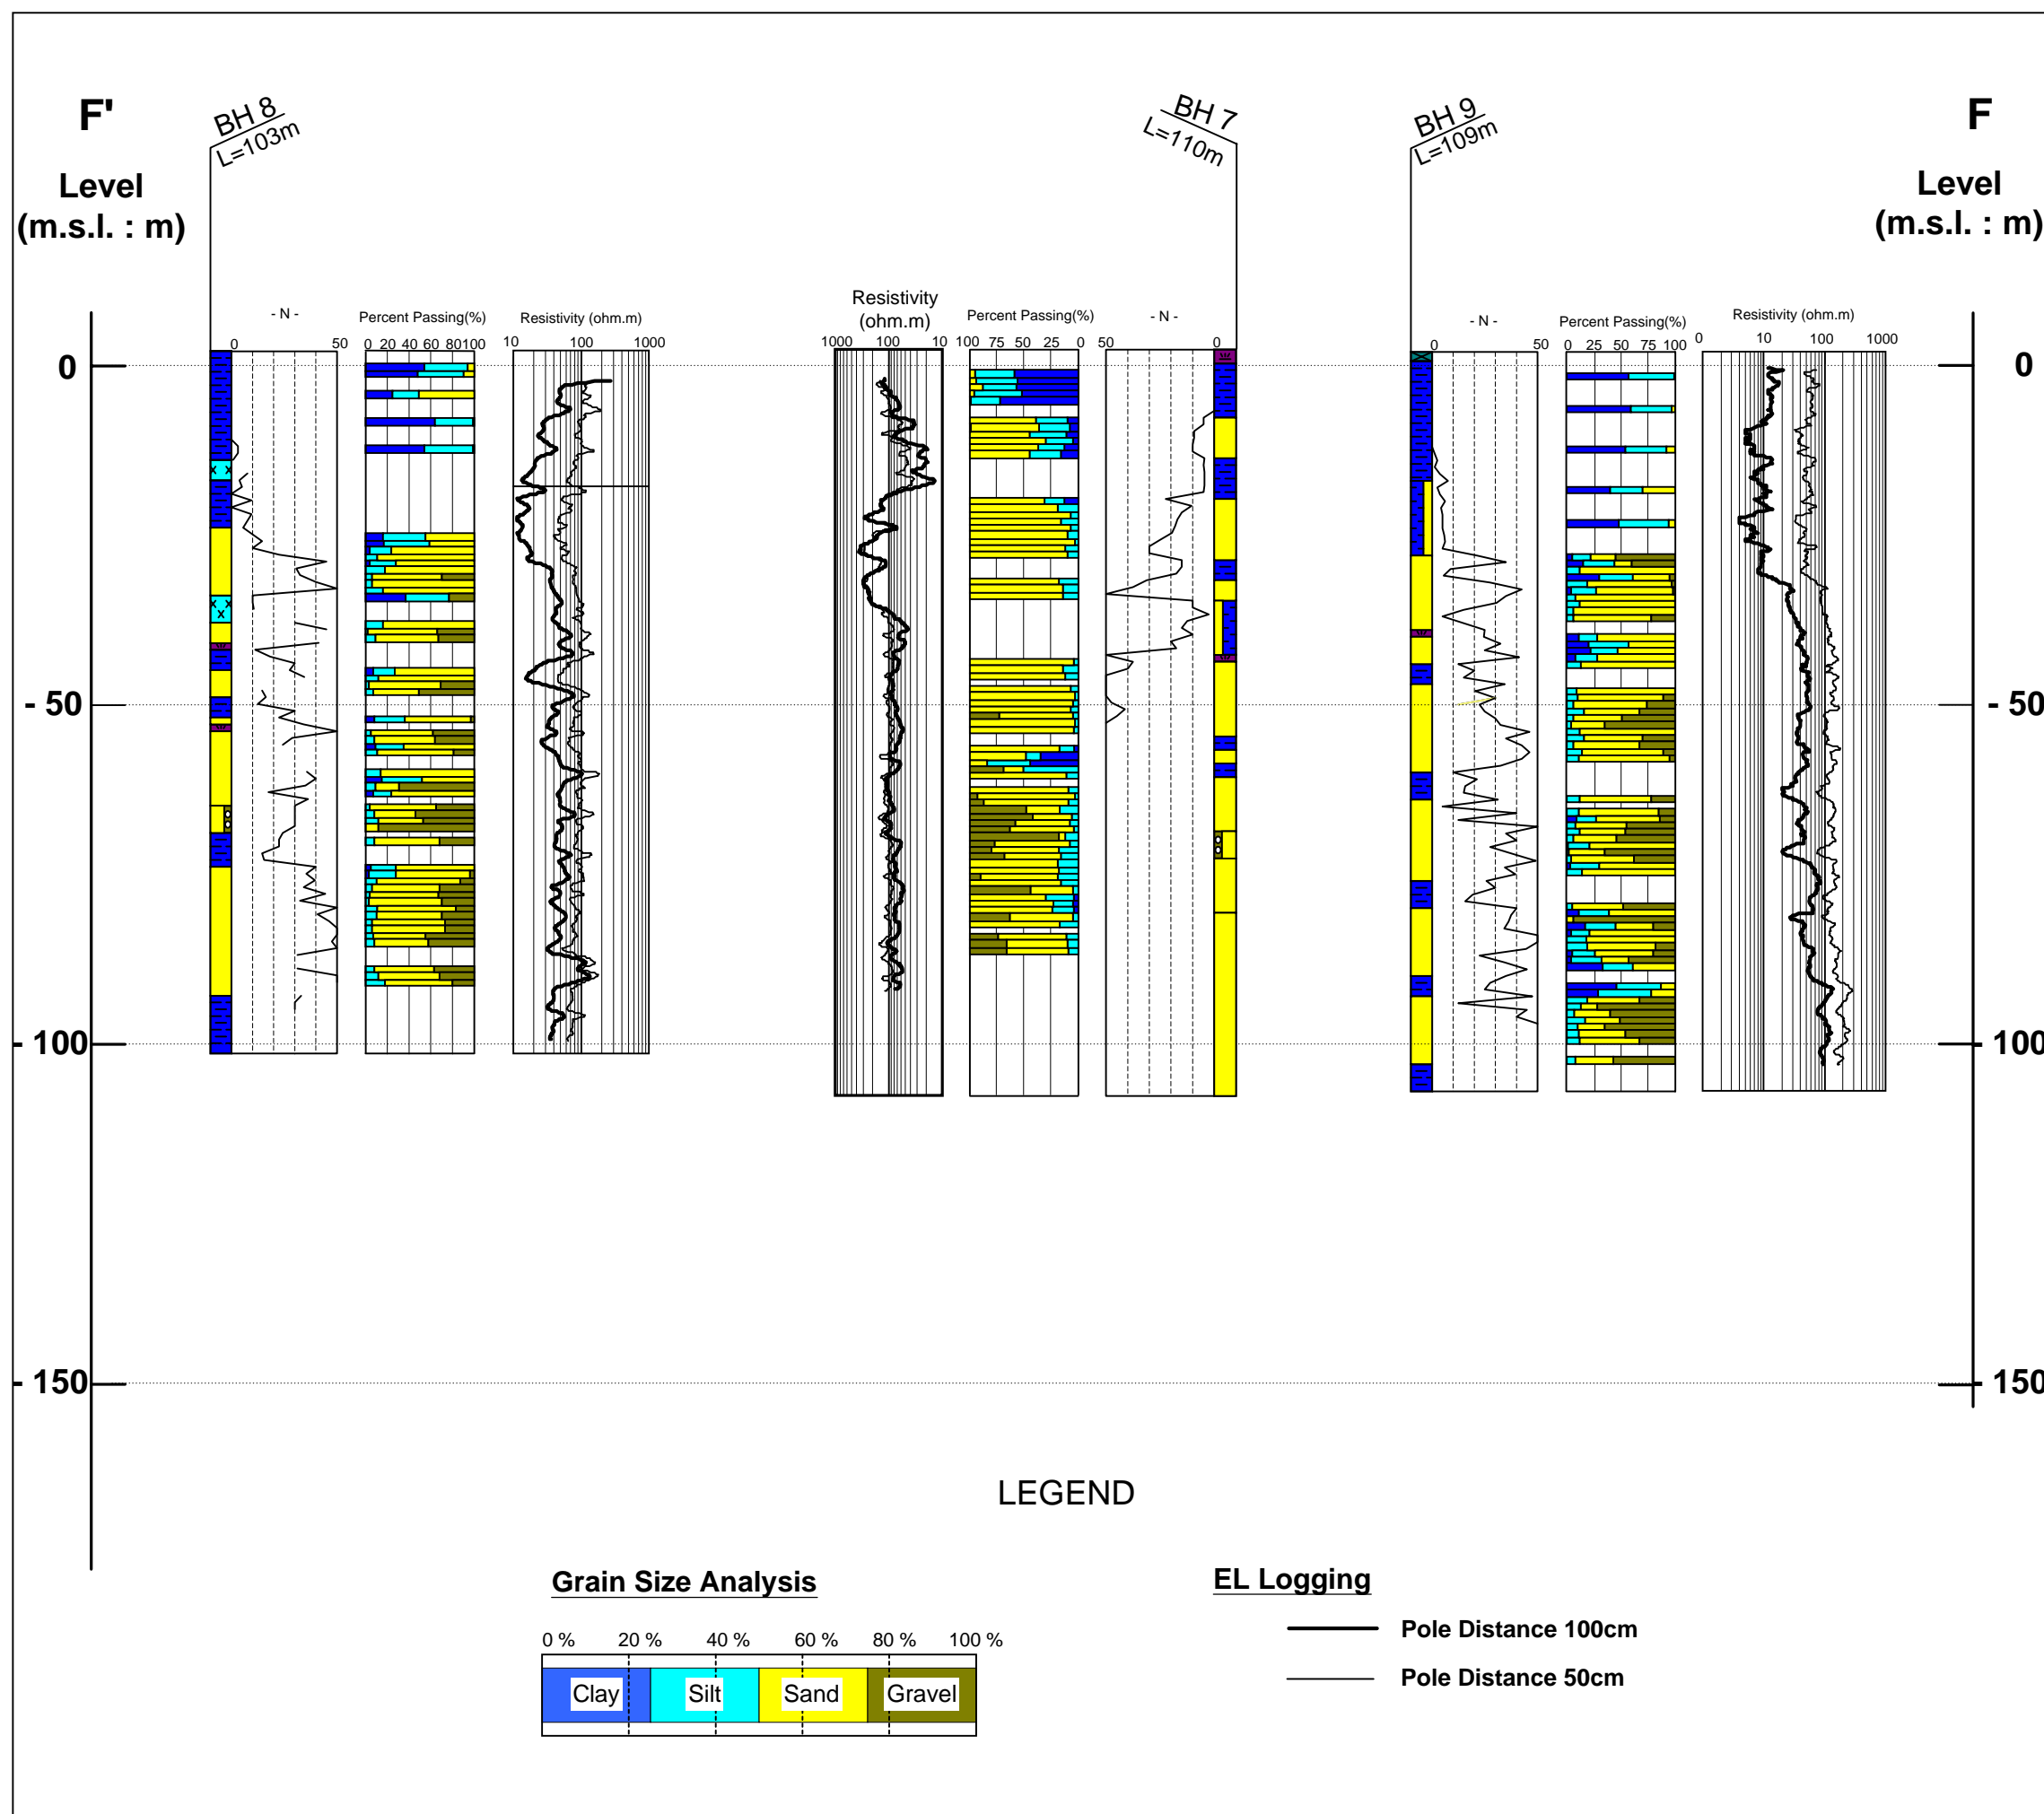 F'
BH 8
L=103m
BH 7
L=110m
BH 9
L=109m
F
Level
(m.s.l. : m)
Level
(m.s.l. : m)
- N -
Percent Passing(%)
Resistivity (ohm.m)
Resistivity
(ohm.m)
Percent Passing(%)
- N -
- N -
Percent Passing(%)
Resistivity (ohm.m)
0 50
0 20 40 60 80 100
10 100 1000
1000 100 10
100 75 50 25 0
50 0
0 50
0 25 50 75 100
0 10 100 1000
0
0
- 50
- 50
- 100
- 100
- 150
- 150
LEGEND
Grain Size Analysis
0 % 20 % 40 % 60 % 80 % 100 %
Clay Silt Sand Gravel
EL Logging
Pole Distance 100cm
Pole Distance 50cm